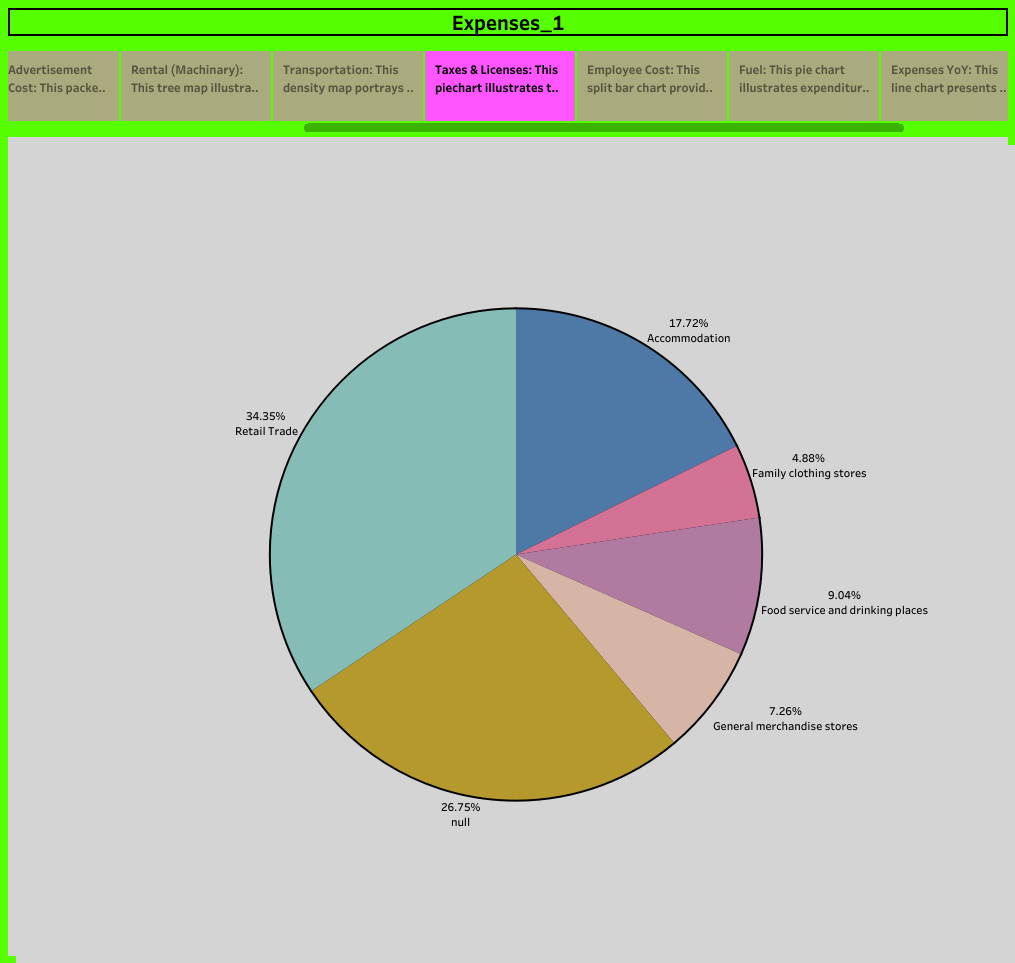 Expenses_1
Advertisement
Cost: This packe..
Rental (Machinary):
This tree map illustra..
Transportation: This
density map portrays ..
Taxes & Licenses: This
piechart illustrates t..
Employee Cost: This
split bar chart provid..
Fuel: This pie chart
illustrates expenditur..
Expenses YoY: This
line chart presents ..
17.72%
Accommodation
34.35%
Retail Trade
4.88%
Family clothing stores
9.04%
Food service and drinking places
7.26%
General merchandise stores
26.75%
null